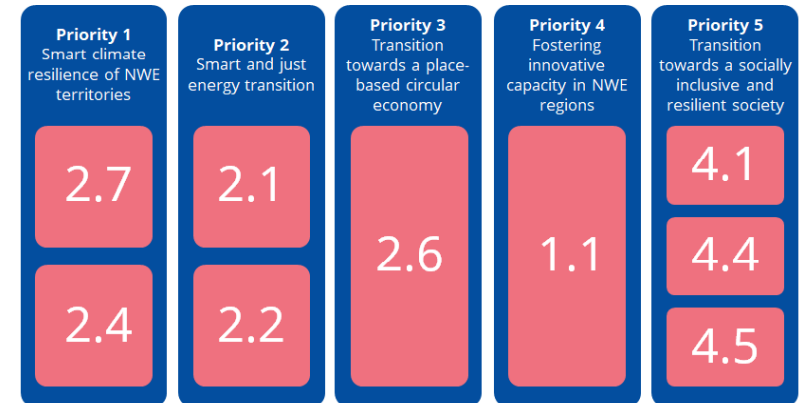 Priority 1
Smart climate
resilience of NWE
territories
2.7
2.4
Priority 2
Smart and just
energy transition
2.1
2.2
Priority 3
Transition
towards a place-
based circular
economy
2.6
Priority 4
Fostering
innovative
capacity in NWE
regions
1.1
Priority 5
Transition
towards a socially
inclusive and
resilient society
4.1
4.4
4.5